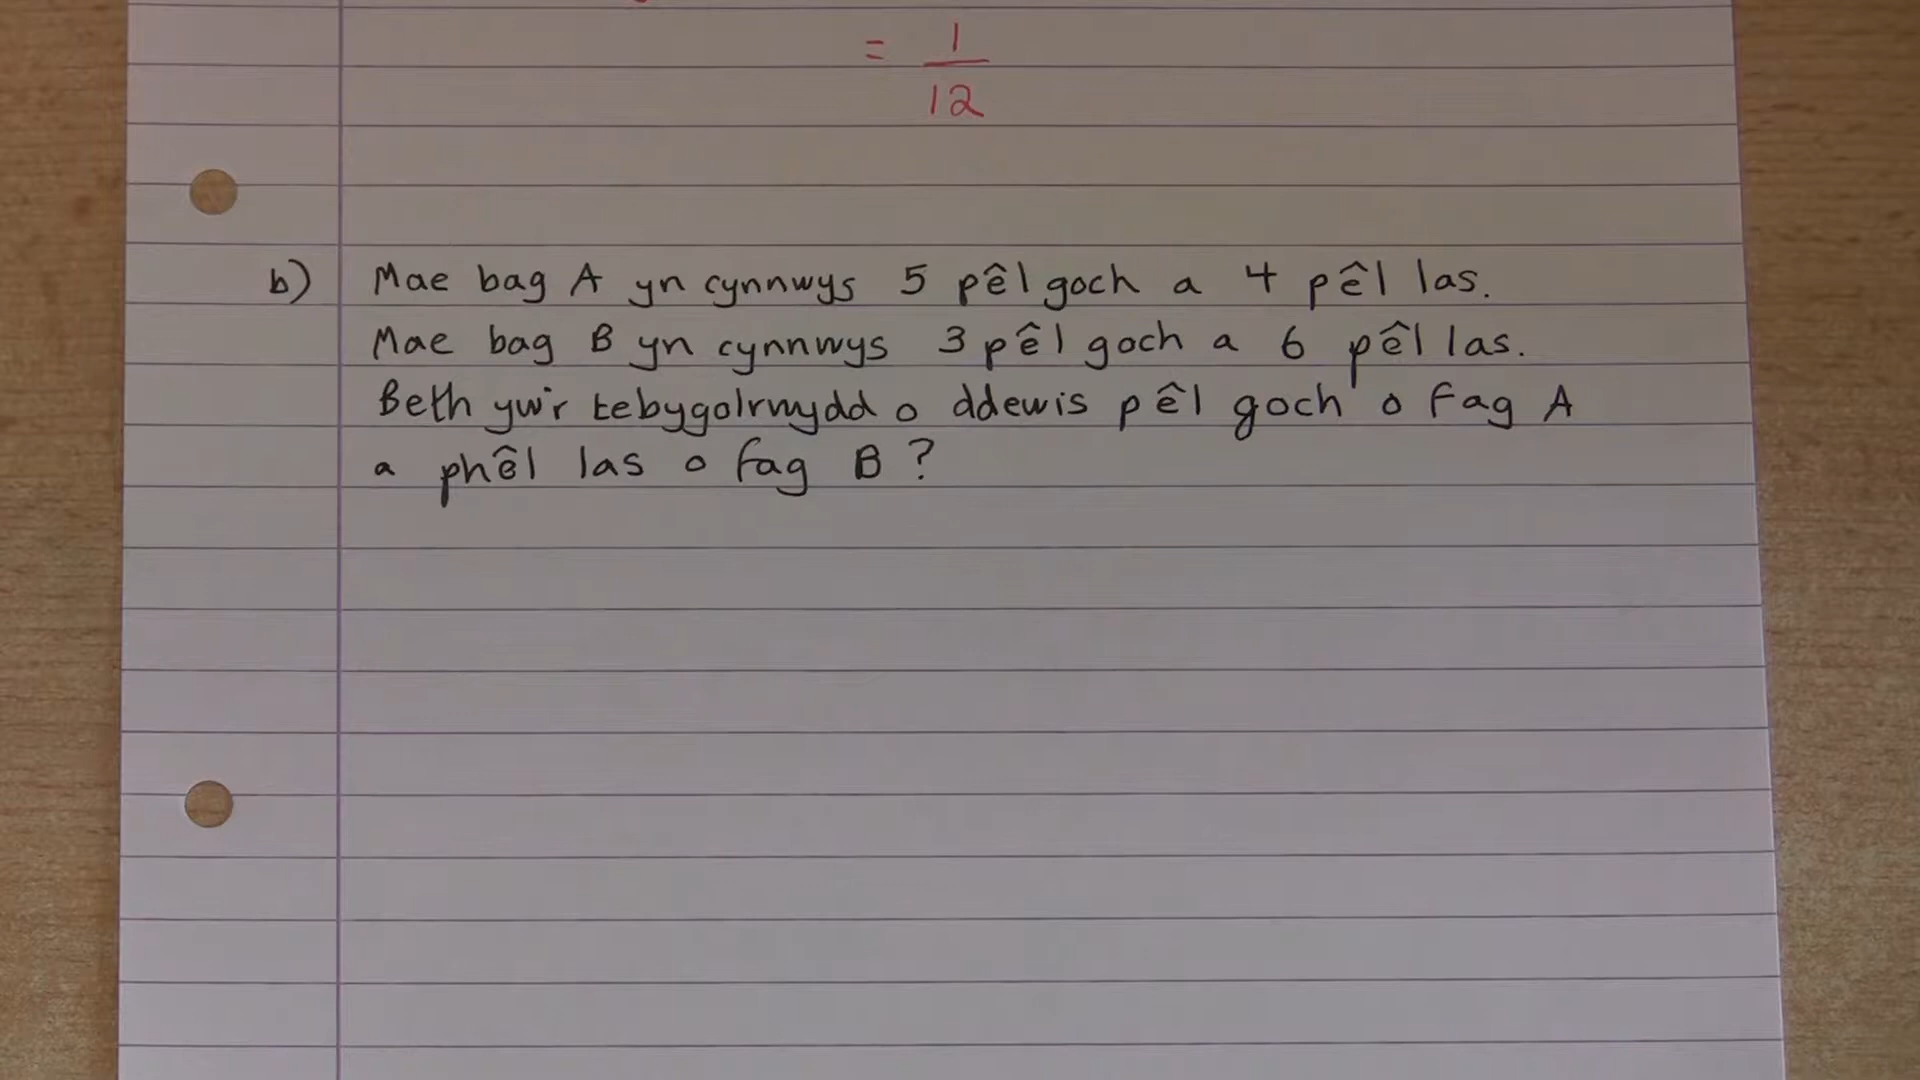 = 1
12
b) Mae bag A yn cynnwys 5 pêl goch a 4 pêl las.
Mae bag B yn cynnwys 3 pêl goch a 6 pêl las.
Beth yw'r tebygolrwydd o ddewis pêl goch o fag A
a phêl las o fag B ?